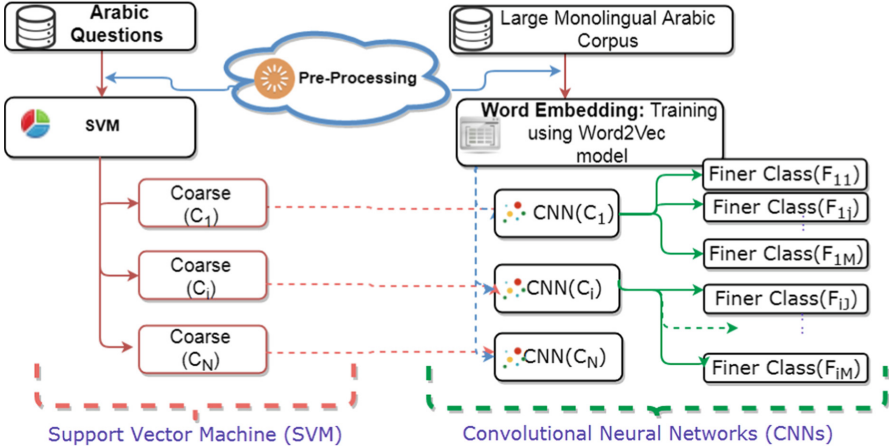 Arabic
Questions
Large Monolingual Arabic
Corpus
Pre-Processing
SVM
Word Embedding: Training
using Word2Vec
model
Coarse
(C₁)
Coarse
(Cᵢ)
Coarse
(C_N)
CNN(C₁)
CNN(Cᵢ)
CNN(C_N)
Finer Class(F₁₁)
Finer Class(F₁ⱼ)
Finer Class(F₁M)
Finer Class(FᵢJ)
Finer Class(FᵢM)
Support Vector Machine (SVM)
Convolutional Neural Networks (CNNs)